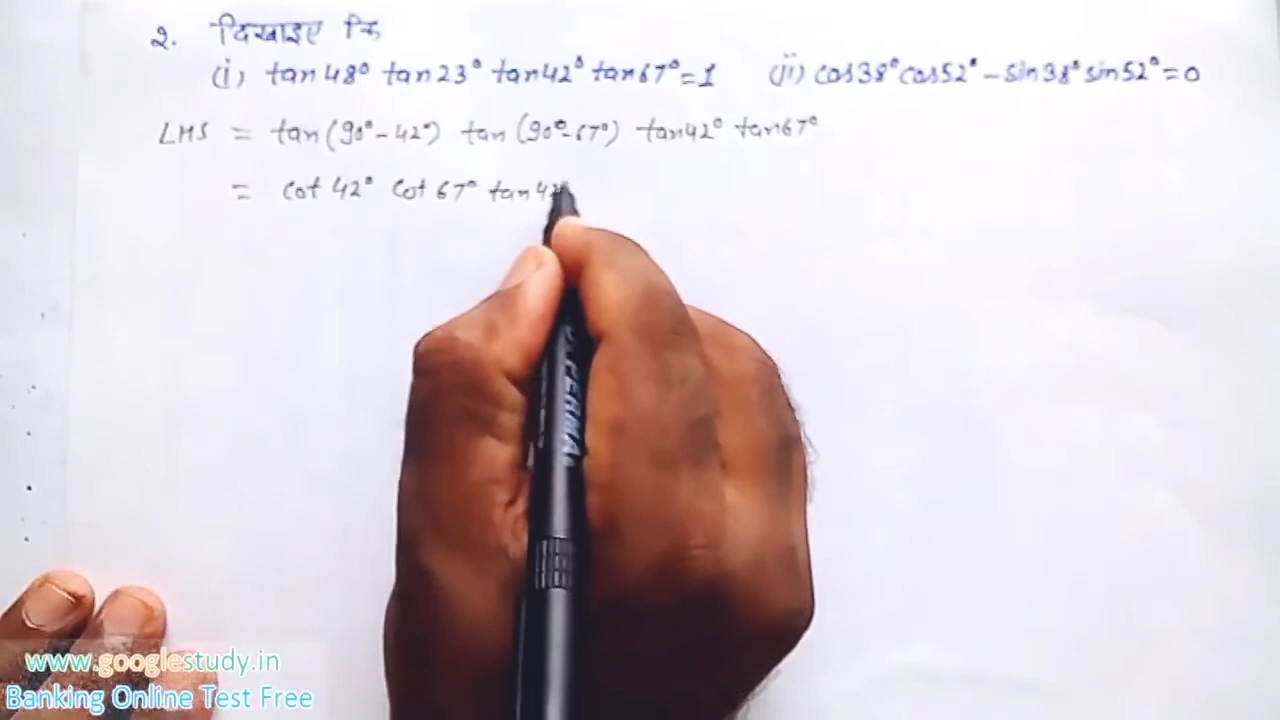 2. दिखाइए कि
(i) tan 48° tan 23° tan 42° tan 67° = 1 (ii) cos 38° cos 52° - sin 38° sin 52° = 0
LHS = tan (90° - 42°) tan (90° - 67°) tan 42° tan 67°
= cot 42° cot 67° tan 42
www.googlestudy.in
Banking Online Test Free